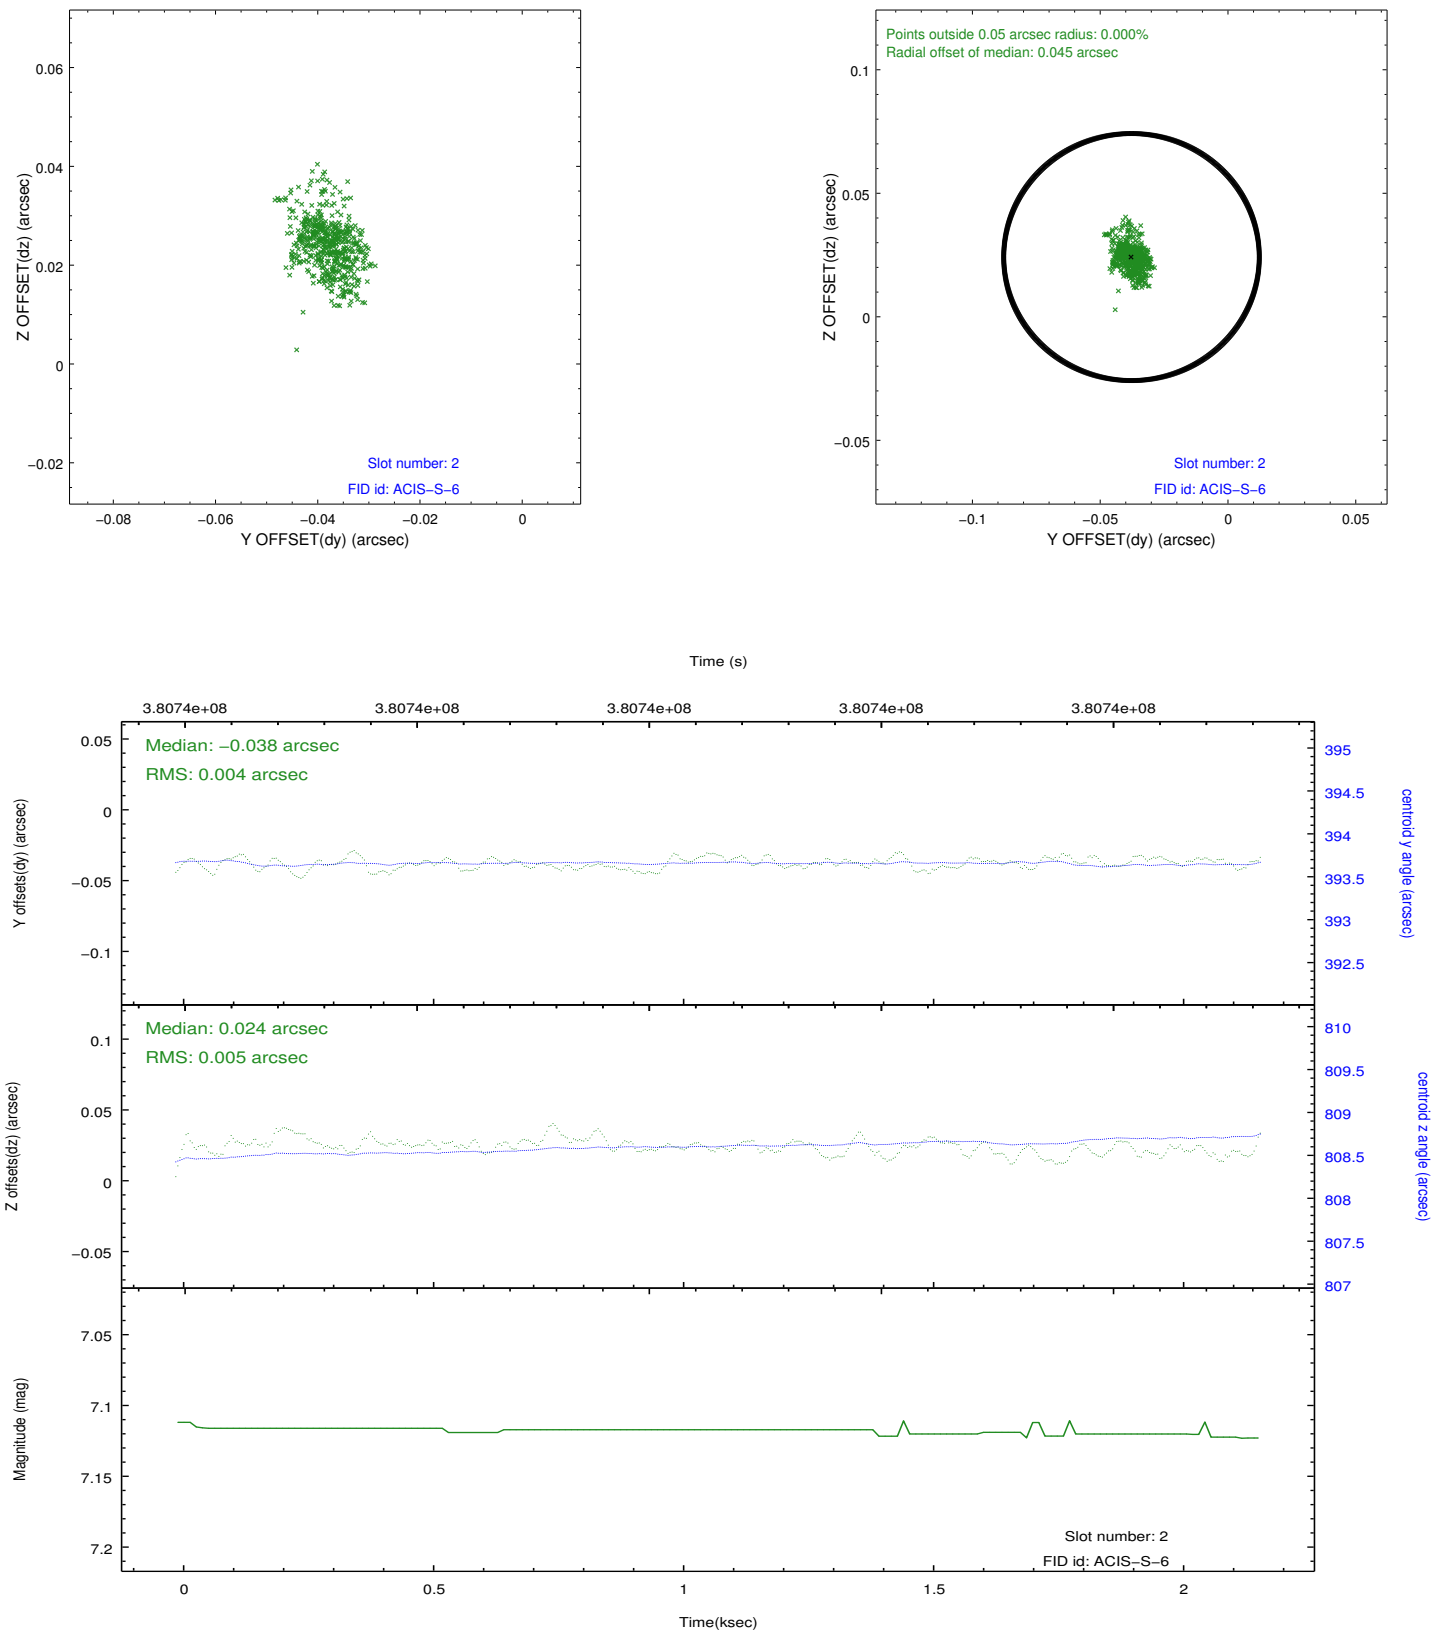 0.06
0.04
0.02
0
−0.02
Z OFFSET(dz) (arcsec)
Slot number: 2
FID id: ACIS−S−6
−0.08
−0.06
−0.04
−0.02
0
Y OFFSET(dy) (arcsec)
Points outside 0.05 arcsec radius: 0.000%
Radial offset of median: 0.045 arcsec
0.1
0.05
0
−0.05
Z OFFSET(dz) (arcsec)
Slot number: 2
FID id: ACIS−S−6
−0.1
−0.05
0
0.05
Y OFFSET(dy) (arcsec)
Time (s)
3.8074e+08
3.8074e+08
3.8074e+08
3.8074e+08
3.8074e+08
Median: −0.038 arcsec
RMS: 0.004 arcsec
0.05
0
−0.05
−0.1
Y offsets(dy) (arcsec)
395
394.5
394
393.5
393
392.5
centroid y angle (arcsec)
Median: 0.024 arcsec
RMS: 0.005 arcsec
0.1
0.05
0
−0.05
Z offsets(dz) (arcsec)
810
809.5
809
808.5
808
807.5
807
centroid z angle (arcsec)
7.05
7.1
7.15
7.2
Magnitude (mag)
Slot number: 2
FID id: ACIS−S−6
0
0.5
1
1.5
2
Time(ksec)